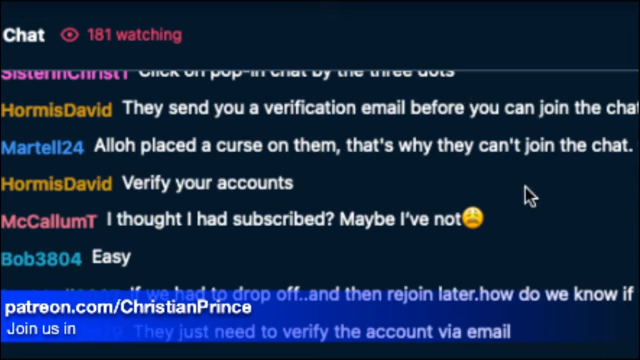 Chat 181 watching
SisterInChrist1 Click on pop-in chat by the three dots
HormisDavid They send you a verification email before you can join the cha
Martell24 Alloh placed a curse on them, that's why they can't join the chat.
HormisDavid Verify your accounts
McCallumT I thought I had subscribed? Maybe I've not😩
Bob3804 Easy
If we had to drop off..and then rejoin later.how do we know if
patreon.com/ChristianPrince
Join us in
They just need to verify the account via email